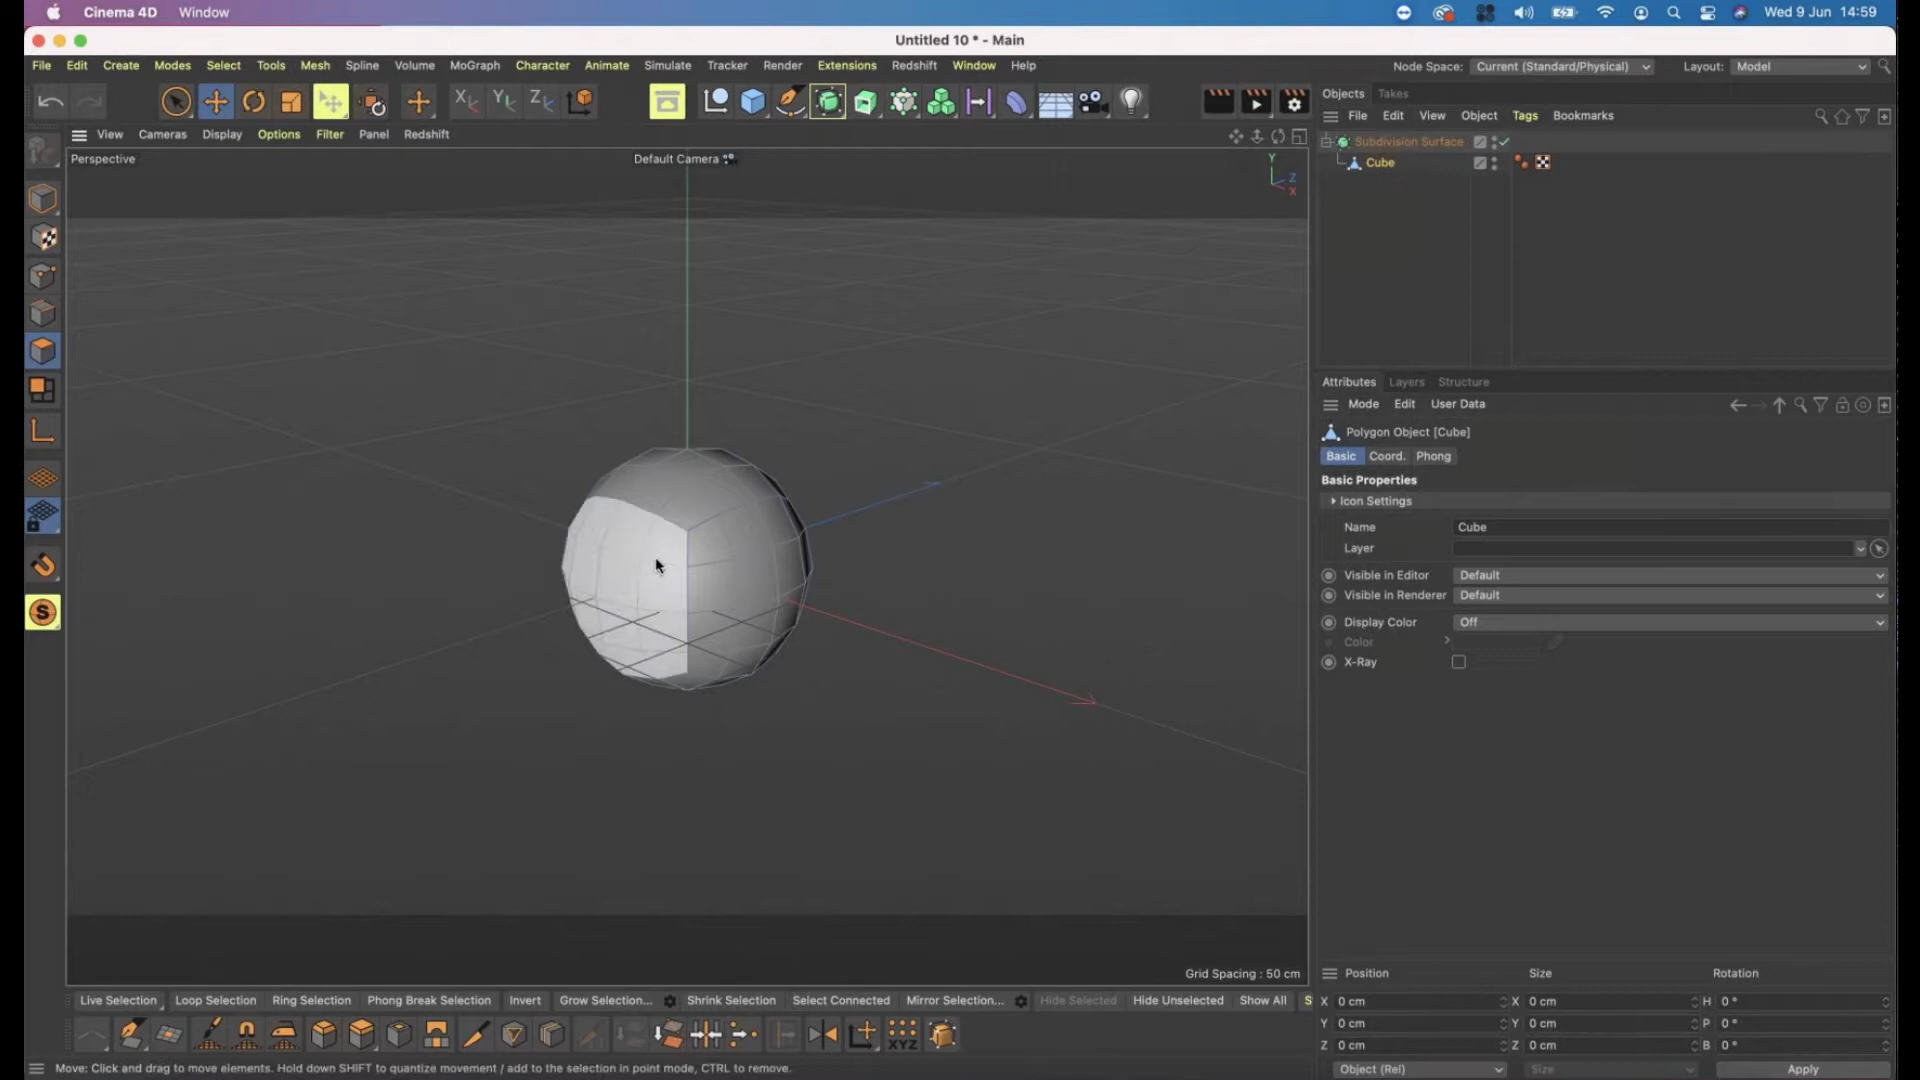 Cinema 4D Window Wed 9 Jun 14:59
Untitled 10 * - Main
File Edit Create Modes Select Tools Mesh Spline Volume MoGraph Character Animate Simulate Tracker Render Extensions Redshift Window Help Node Space: Current (Standard/Physical) Layout: Model
Objects Takes
File Edit View Object Tags Bookmarks
View Cameras Display Options Filter Panel Redshift
Subdivision Surface
Cube
Perspective Default Camera
Y
Z
X
Attributes Layers Structure
Mode Edit User Data
Polygon Object [Cube]
Basic Coord. Phong
Basic Properties
Icon Settings
Name Cube
Layer
Visible in Editor Default
Visible in Renderer Default
Display Color Off
Color
X-Ray
Grid Spacing : 50 cm
Position Size Rotation
Live Selection Loop Selection Ring Selection Phong Break Selection Invert Grow Selection... Shrink Selection Select Connected Mirror Selection... Hide Selected Hide Unselected Show All S
X 0 cm X 0 cm H 0 °
Y 0 cm Y 0 cm P 0 °
Z 0 cm Z 0 cm B 0 °
XYZ
Object (Rel) Size Apply
Move: Click and drag to move elements. Hold down SHIFT to quantize movement / add to the selection in point mode, CTRL to remove.